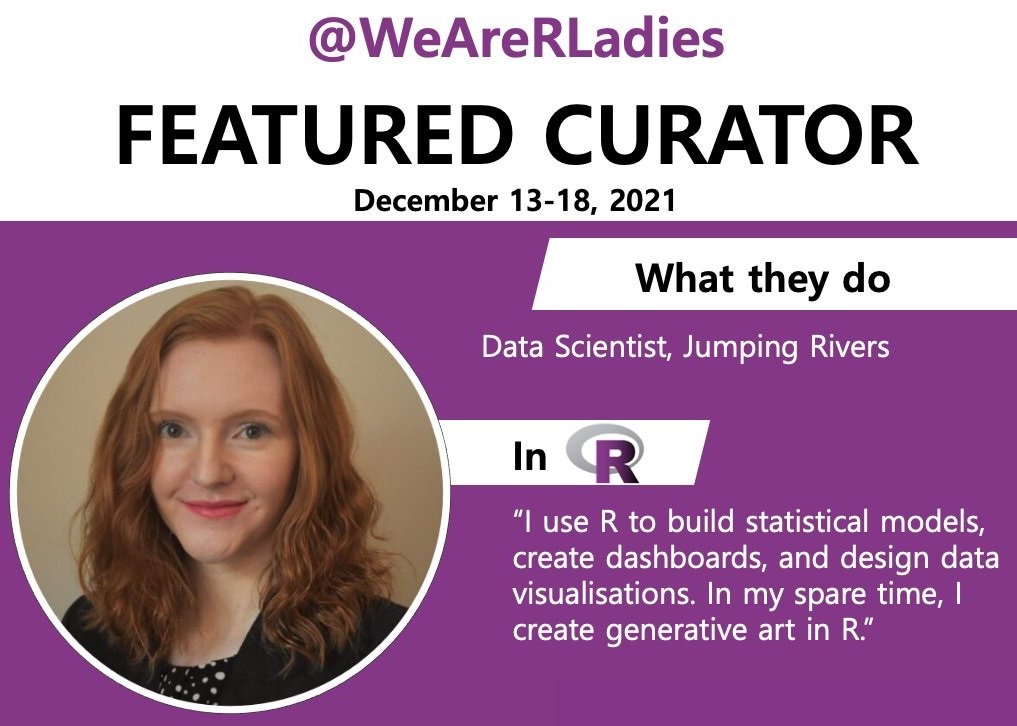 @WeAreRLadies
FEATURED CURATOR
December 13-18, 2021
What they do
Data Scientist, Jumping Rivers
In R
“I use R to build statistical models,
create dashboards, and design data
visualisations. In my spare time, I
create generative art in R.”